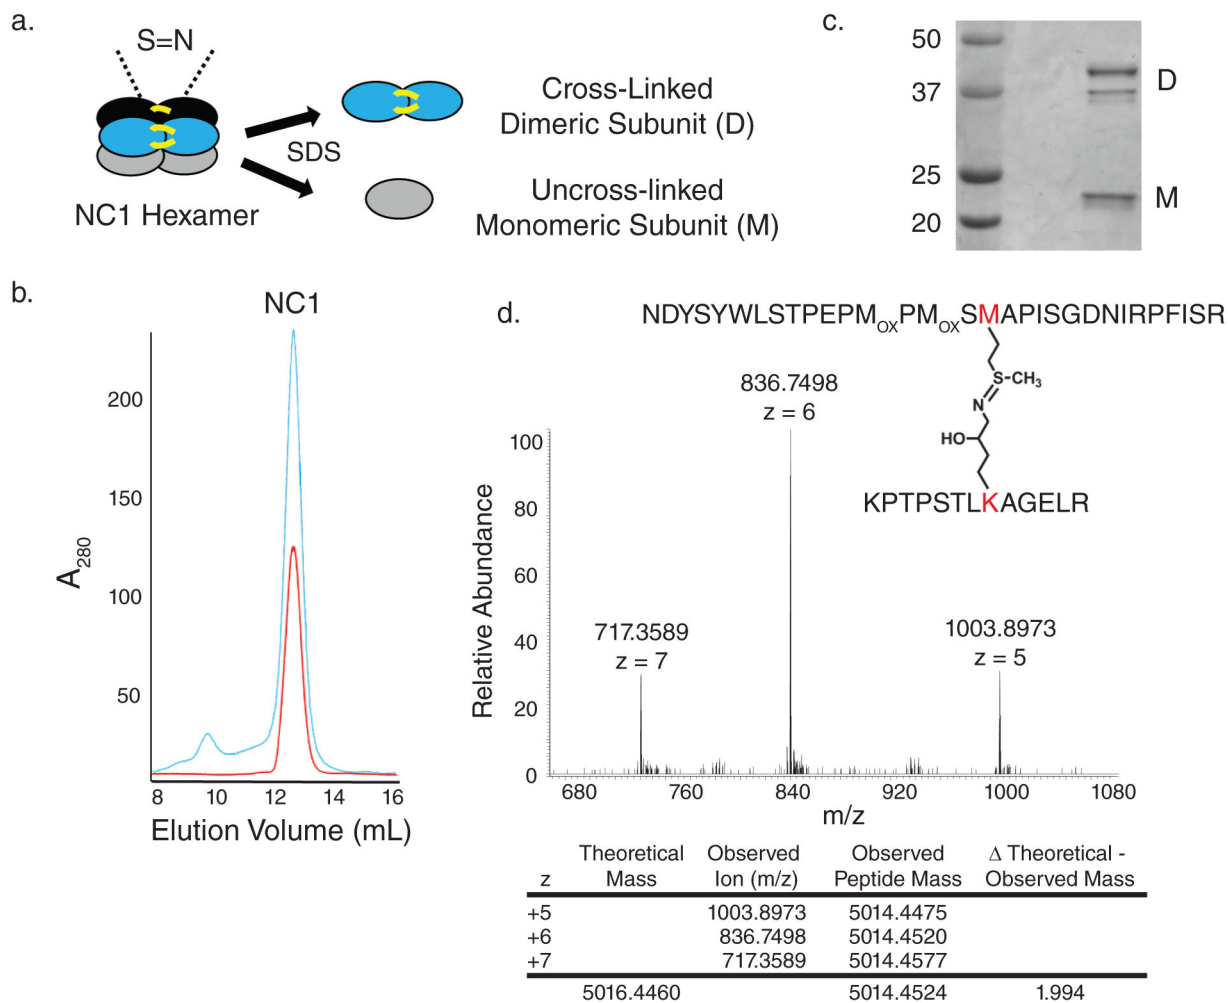 a.
S=N
SDS
NC1 Hexamer
Cross-Linked
Dimeric Subunit (D)
Uncross-linked
Monomeric Subunit (M)
c.
50
37
25
20
D
M
b.
NC1
200
150
100
50
A280
8 10 12 14 16
Elution Volume (mL)
d.
NDYSYWLSTPEPMOXPMOXSMAPISGDNIRPFISR
S-CH3
N
HO
KPTPSTLKAGELR
836.7498
z = 6
717.3589
z = 7
1003.8973
z = 5
100
80
60
40
20
0
Relative Abundance
680 760 840 920 1000 1080
m/z
Theoretical Observed Observed Δ Theoretical -
z Mass Ion (m/z) Peptide Mass Observed Mass
+5 1003.8973 5014.4475
+6 836.7498 5014.4520
+7 717.3589 5014.4577
5016.4460 5014.4524 1.994